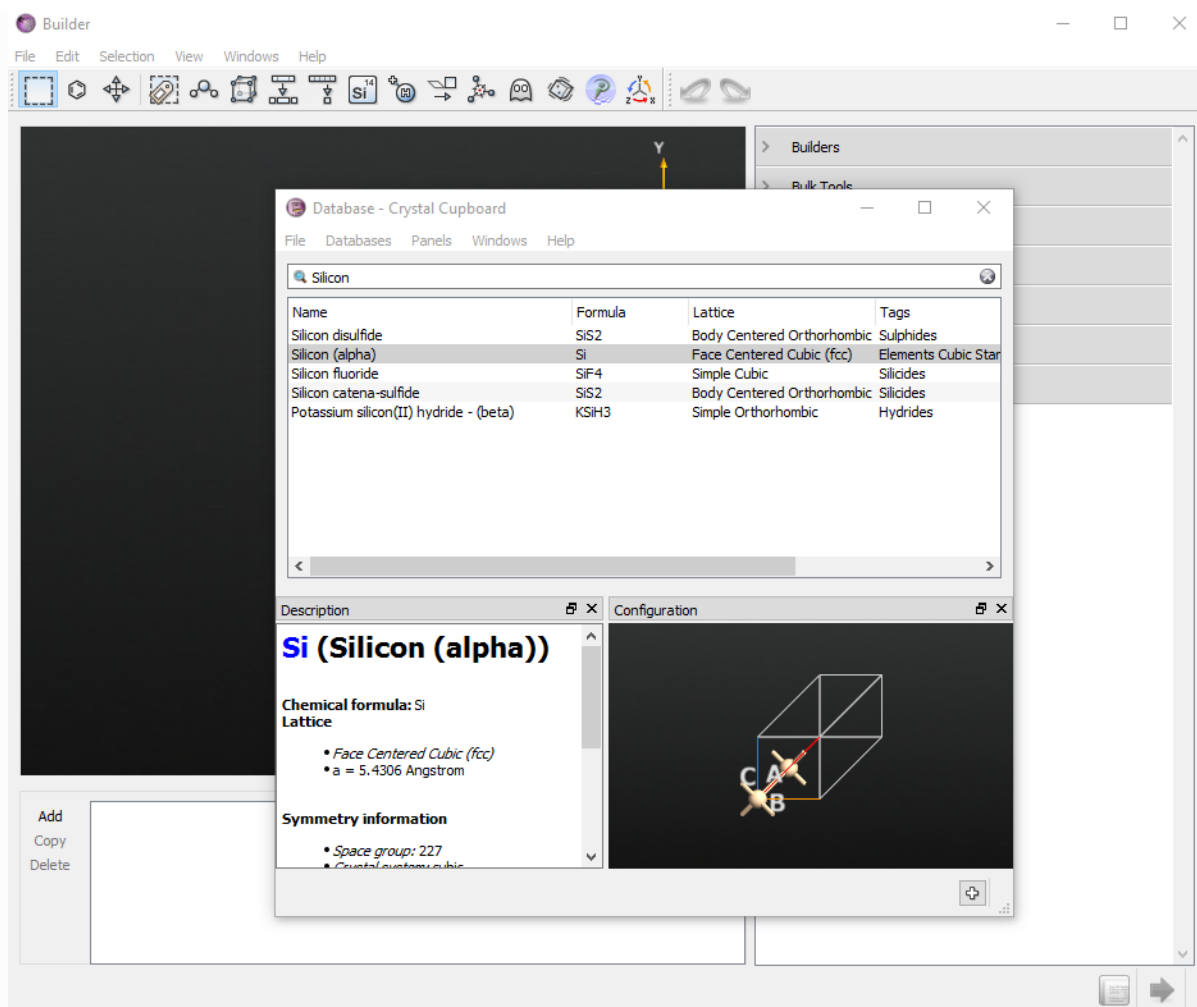 Builder
File Edit Selection View Windows Help
Si 14
H
?
Y
z x
Y
Builders
Bulk Tools
Database - Crystal Cupboard
File Databases Panels Windows Help
Silicon
Name Formula Lattice Tags
Silicon disulfide SiS2 Body Centered Orthorhombic Sulphides
Silicon (alpha) Si Face Centered Cubic (fcc) Elements Cubic Star
Silicon fluoride SiF4 Simple Cubic Silicides
Silicon catena-sulfide SiS2 Body Centered Orthorhombic Silicides
Potassium silicon(II) hydride - (beta) KSiH3 Simple Orthorhombic Hydrides
Description
Configuration
Si (Silicon (alpha))
Chemical formula: Si
Lattice
• Face Centered Cubic (fcc)
• a = 5.4306 Angstrom
Symmetry information
• Space group: 227
• Crystal system: cubic
C A
B
Add
Copy
Delete